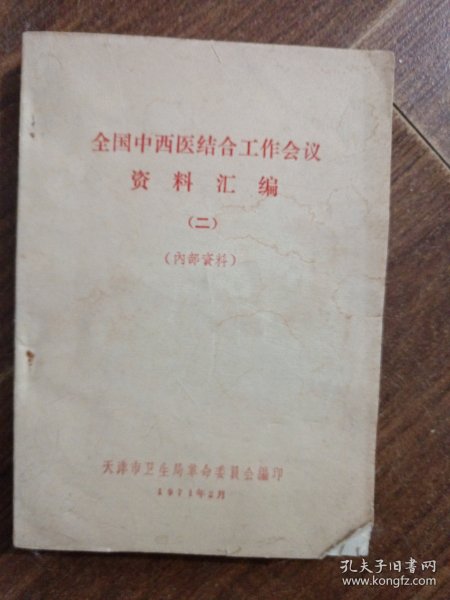 全国中西医结合工作会议
资料汇编
（二）
（内部资料）
天津市卫生局革命委员会编印
1971年2月
孔夫子旧书网
www.kongfz.com